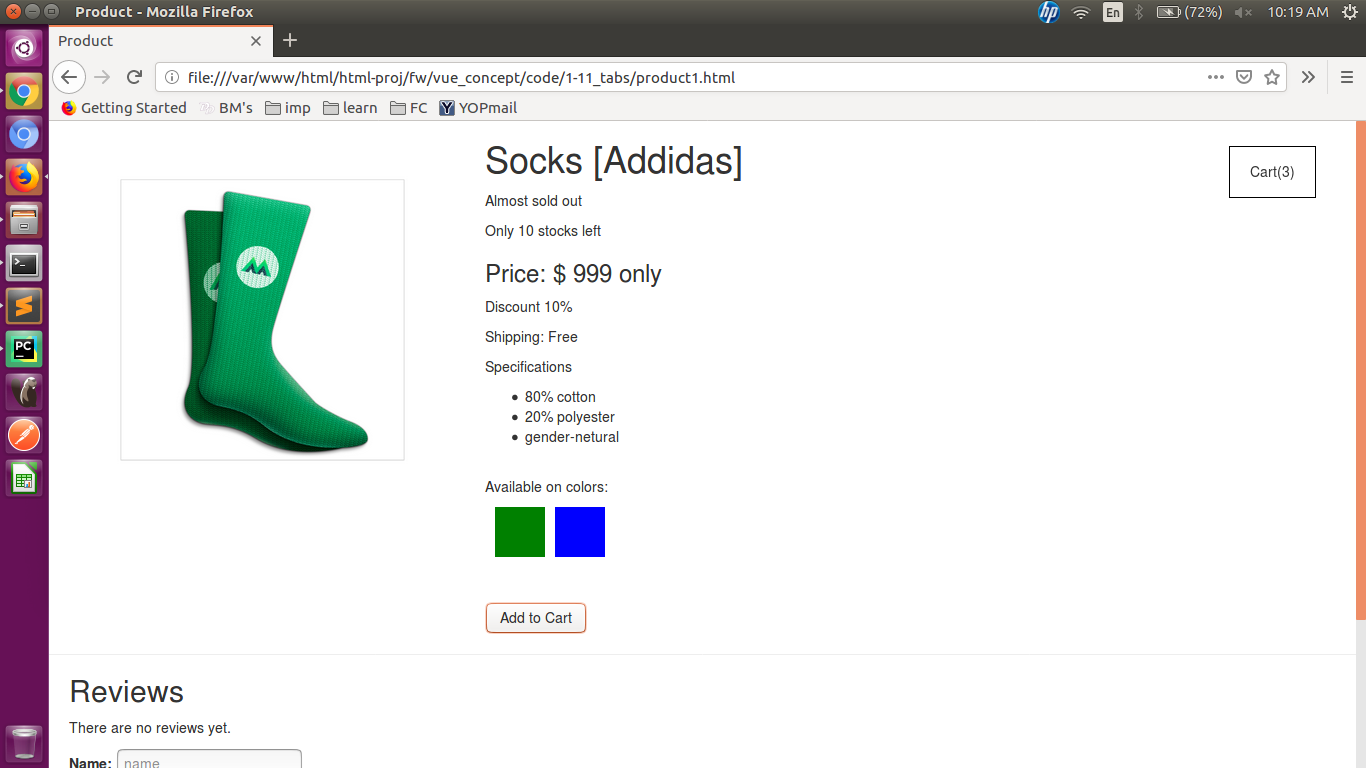 Product - Mozilla Firefox
En
(72%)
10:19 AM
Product
file:///var/www/html/html-proj/fw/vue_concept/code/1-11_tabs/product1.html
Getting Started
BM's
imp
learn
FC
Y
YOPmail
PC
hp
Socks [Addidas]
Cart(3)
Almost sold out
Only 10 stocks left
Price: $ 999 only
Discount 10%
Shipping: Free
Specifications
80% cotton
20% polyester
gender-netural
Available on colors:
Add to Cart
Reviews
There are no reviews yet.
Name:
name